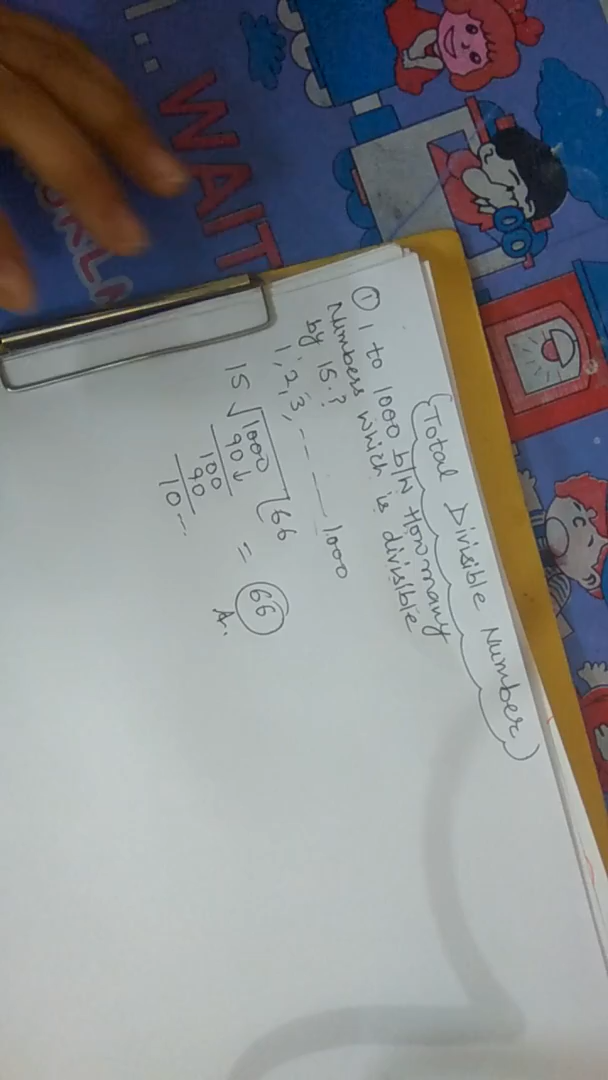 WAIT
(Total Divisible Number)
① 1 to 1000 b/w How many
Numbers which is divisible
by 15.?
1, 2, 3, ----- 1000
15 √1000 (66
90↓
100
90
10 ...
= 66
A.